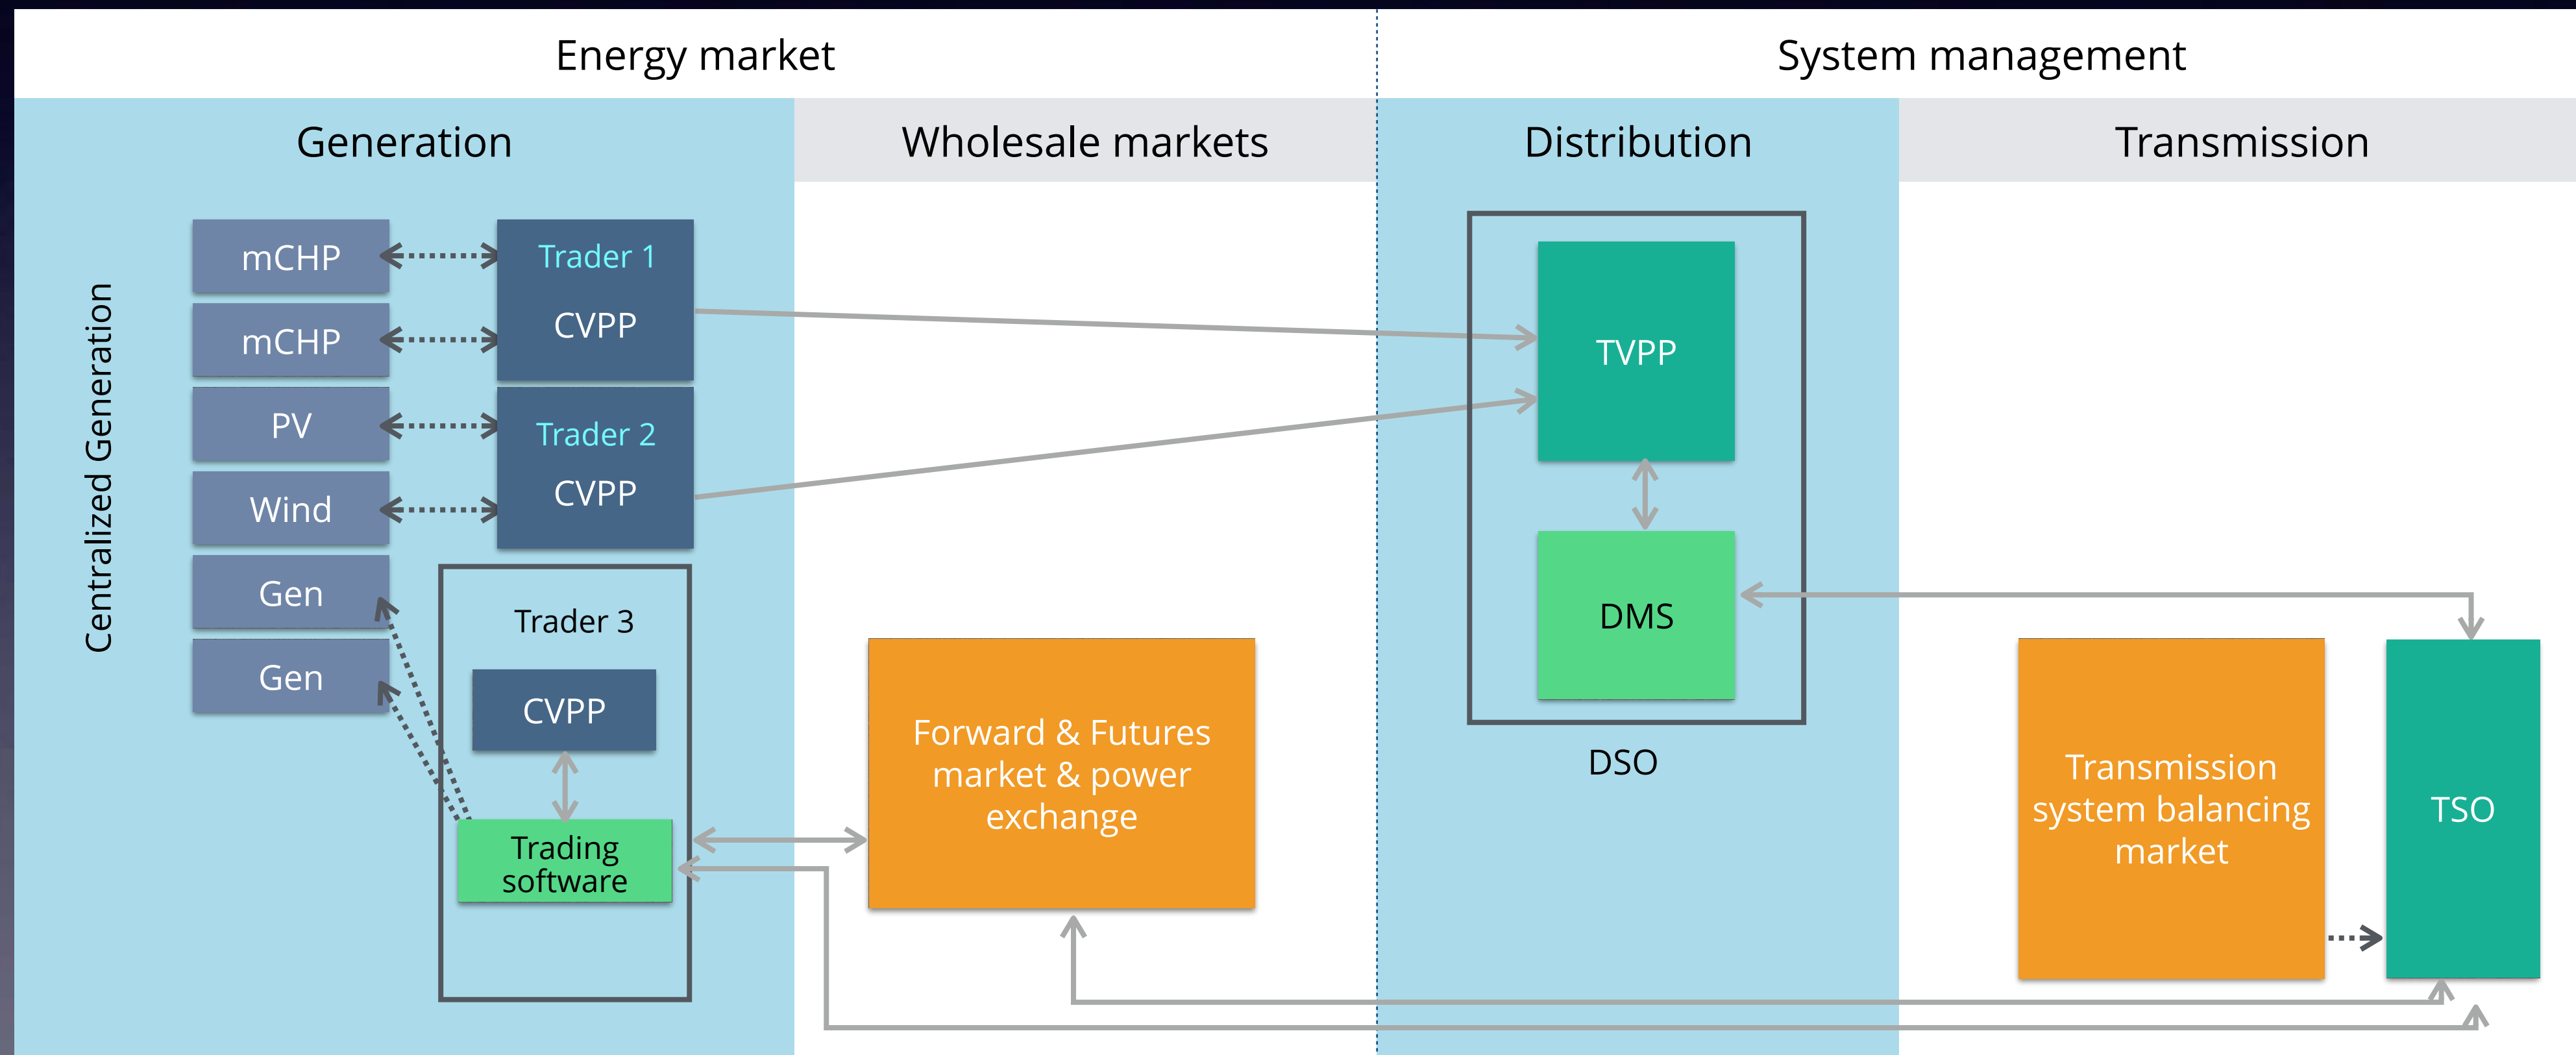 Energy market
System management
Generation
Wholesale markets
Distribution
Transmission
Centralized Generation
mCHP
mCHP
PV
Wind
Gen
Gen
Trader 1
CVPP
Trader 2
CVPP
Trader 3
CVPP
Trading
software
Forward & Futures
market & power
exchange
TVPP
DMS
DSO
Transmission
system balancing
market
TSO